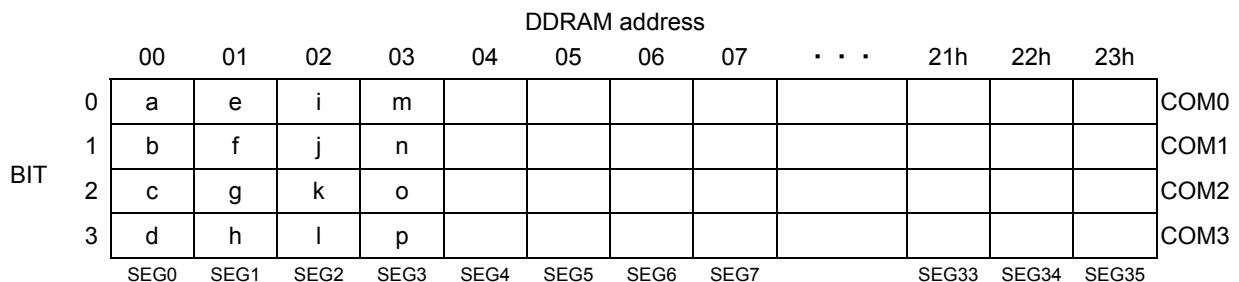 DDRAM address
00 01 02 03 04 05 06 07 ・・・ 21h 22h 23h
0 a e i m COM0
1 b f j n COM1
BIT
2 c g k o COM2
3 d h l p COM3
SEG0 SEG1 SEG2 SEG3 SEG4 SEG5 SEG6 SEG7 SEG33 SEG34 SEG35